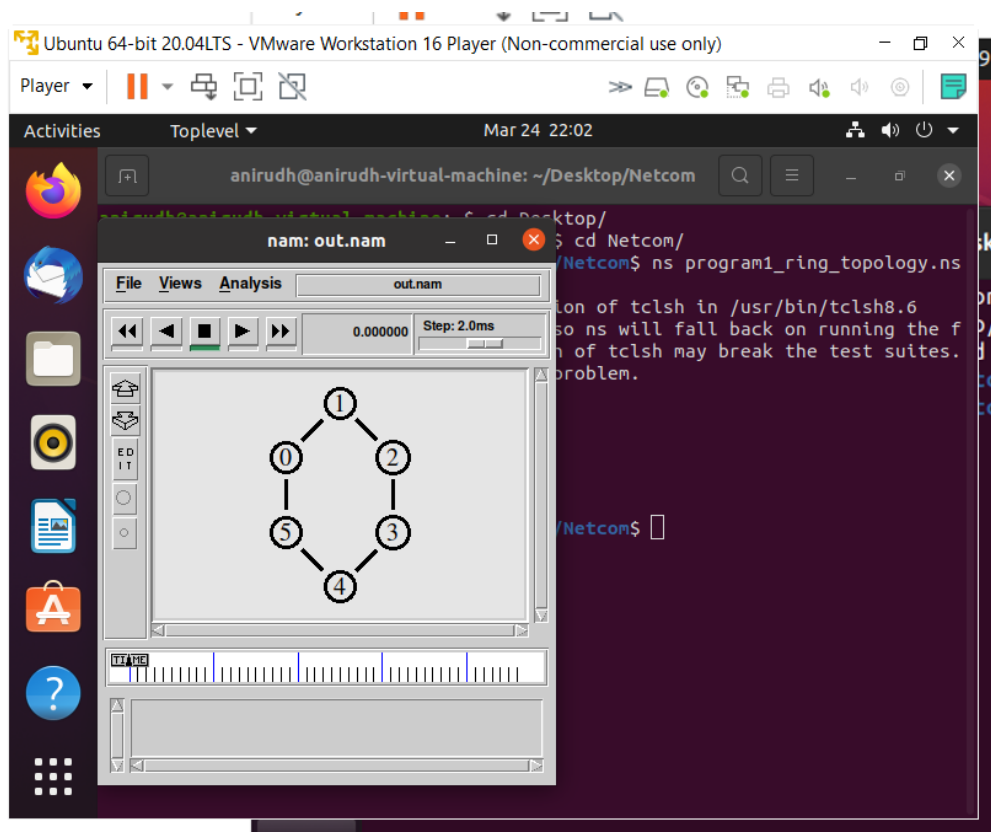 Ubuntu 64-bit 20.04LTS - VMware Workstation 16 Player (Non-commercial use only)
Player
Activities Toplevel Mar 24 22:02
anirudh@anirudh-virtual-machine: ~/Desktop/Netcom
$ cd Desktop/
$ cd Netcom/
/Netcom$ ns program1_ring_topology.ns
ion of tclsh in /usr/bin/tclsh8.6
so ns will fall back on running the f
n of tclsh may break the test suites.
problem.
/Netcom$
nam: out.nam
File Views Analysis out.nam
0.000000 Step: 2.0ms
ED
IT
1
0 2
5 3
4
TIME